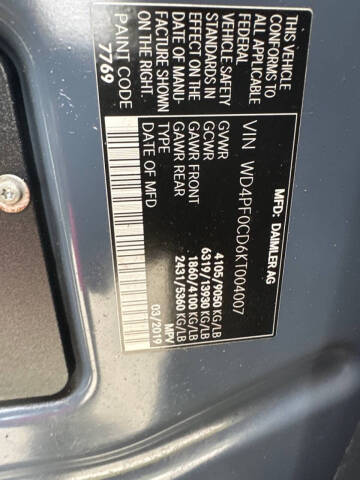 MFD: DAIMLER AG
VIN WD4PF0CD6KT004007
GVWR 4105/9050 KG/LB
GCWR 6319/13930 KG/LB
GAWR FRONT 1860/4100 KG/LB
GAWR REAR 2431/5360 KG/LB
TYPE MPV
DATE OF MFD 03/2019
THIS VEHICLE
CONFORMS TO
ALL APPLICABLE
VEHICLE-SAFETY
STANDARDS IN
EFFECT ON THE
DATE OF MANU-
FACTURE SHOWN
ON THE RIGHT
PAINT CODE
7769